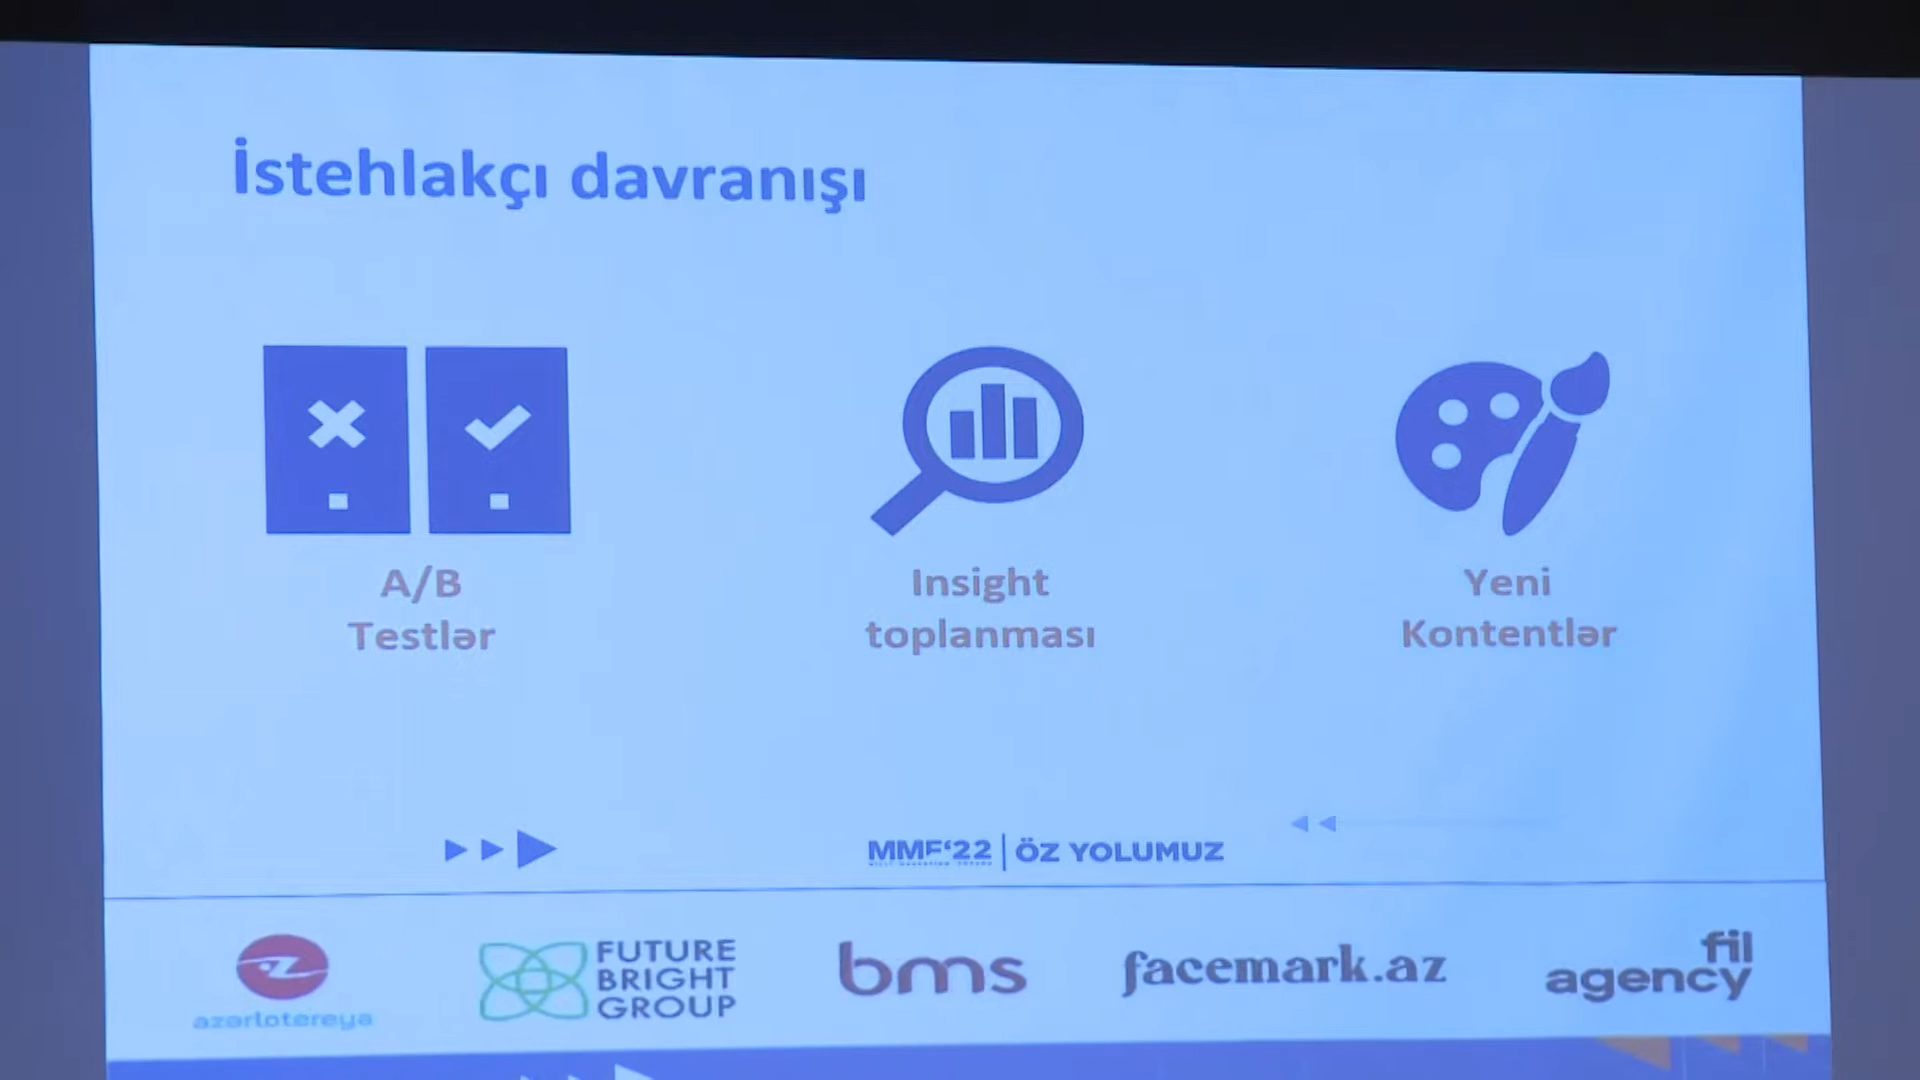 İstehlakçı davranışı
A/B
Testlər
Insight
toplanması
Yeni
Kontentlər
MMF‘22 | ÖZ YOLUMUZ
azərlotereya
FUTURE
BRIGHT
GROUP
bms
facemark.az
fil
agency